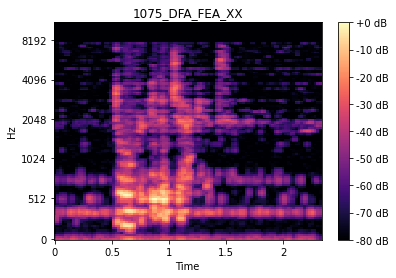 1075_DFA_FEA_XX
Hz
8192
4096
2048
1024
512
0
0
0.5
1
1.5
2
Time
+0 dB
-10 dB
-20 dB
-30 dB
-40 dB
-50 dB
-60 dB
-70 dB
-80 dB